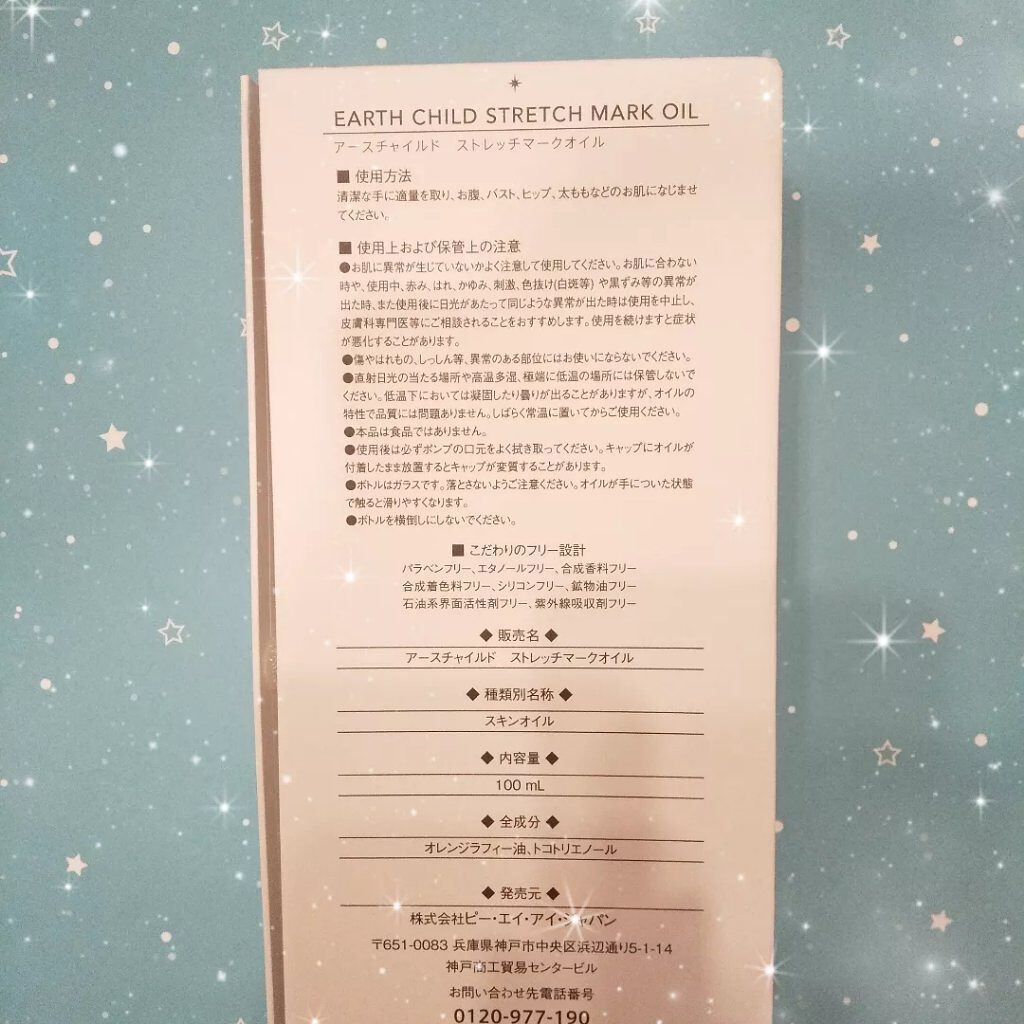 EARTH CHILD STRETCH MARK OIL
アースチャイルド ストレッチマークオイル
■ 使用方法
清潔な手に適量を取り、お腹、バスト、ヒップ、太ももなどのお肌になじませ
てください。
■ 使用上および保管上の注意
●お肌に異常が生じていないかよく注意して使用してください。お肌に合わない
時や、使用中、赤み、はれ、かゆみ、刺激、色抜け(白斑等)や黒ずみ等の異常が
出た時、また使用後に日光があたって同じような異常が出た時は使用を中止し、
皮膚科専門医等にご相談されることをおすすめします。使用を続けますと症状
が悪化することがあります。
●傷やはれもの、しっしん等、異常のある部位にはお使いにならないでください。
●直射日光の当たる場所や高温多湿、極端に低温の場所には保管しないで
ください。低温下においては凝固したり曇りが出ることがありますが、オイルの
特性で品質には問題ありません。しばらく常温に置いてからご使用ください。
●本品は食品ではありません。
●使用後は必ずポンプの口元をよく拭き取ってください。キャップにオイルが
付着したまま放置するとキャップが変質することがあります。
●ボトルはガラスです。落とさないようご注意ください。オイルが手についた状態
で触ると滑りやすくなります。
●ボトルを横倒しにしないでください。
■ こだわりのフリー設計
パラベンフリー、エタノールフリー、合成香料フリー
合成着色料フリー、シリコンフリー、鉱物油フリー
石油系界面活性剤フリー、紫外線吸収剤フリー
◆ 販売名 ◆
アースチャイルド ストレッチマークオイル
◆ 種類別名称 ◆
スキンオイル
◆ 内容量 ◆
100 mL
◆ 全成分 ◆
オレンジラフィー油、トコトリエノール
◆ 発売元 ◆
株式会社ピー・エイ・アイ・ジャパン
〒651-0083 兵庫県神戸市中央区浜辺通り5-1-14
神戸商工貿易センタービル
お問い合わせ先電話番号
0120-977-190